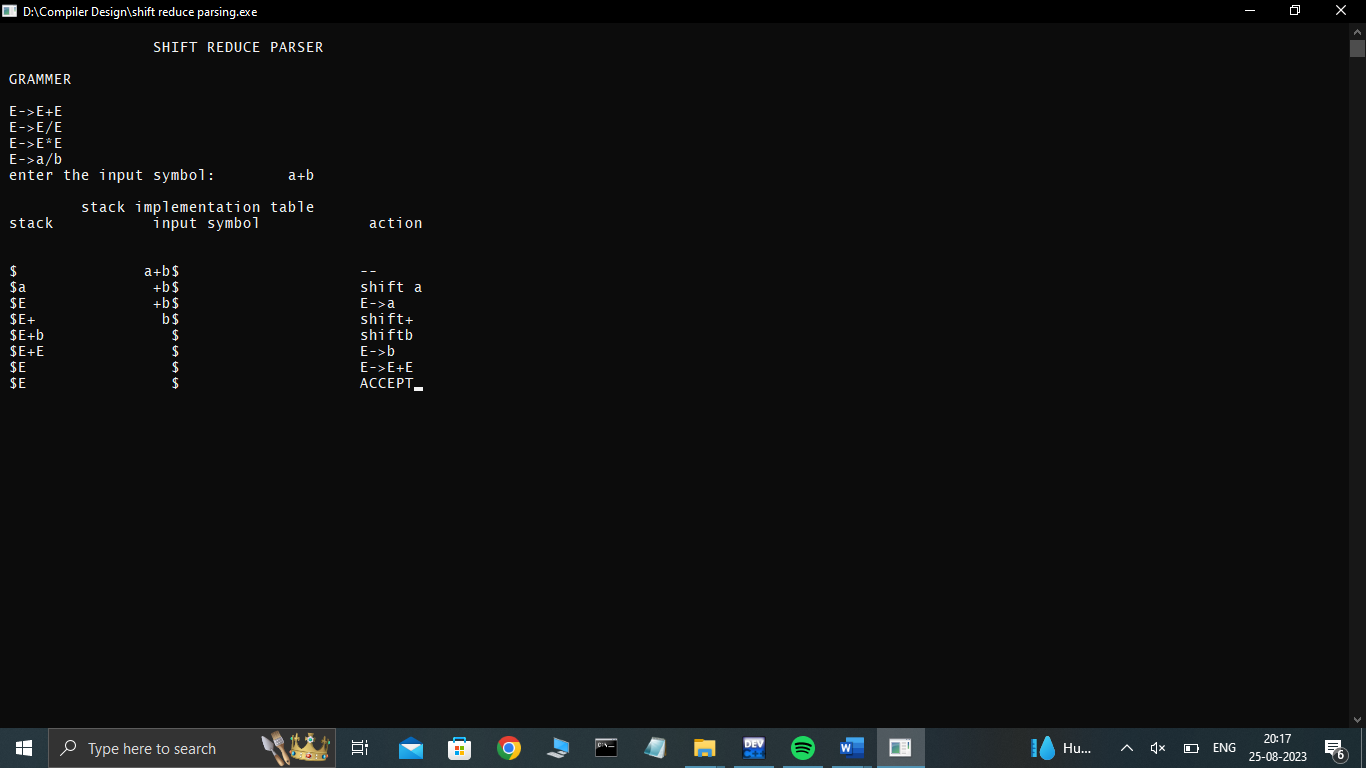 D:\Compiler Design\shift reduce parsing.exe
SHIFT REDUCE PARSER
GRAMMER
E->E+E
E->E/E
E->E*E
E->a/b
enter the input symbol: a+b
stack implementation table
stack input symbol action
$ a+b$ --
$a +b$ shift a
$E +b$ E->a
$E+ b$ shift+
$E+b $ shiftb
$E+E $ E->b
$E $ E->E+E
$E $ ACCEPT
Type here to search
DEV
W
Hu...
ENG
20:17
25-08-2023
6